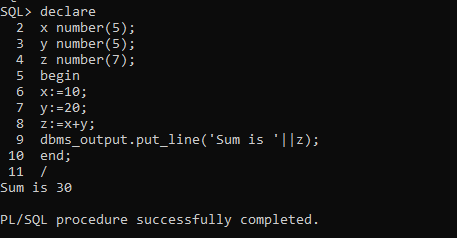 SQL> declare
  2  x number(5);
  3  y number(5);
  4  z number(7);
  5  begin
  6  x:=10;
  7  y:=20;
  8  z:=x+y;
  9  dbms_output.put_line('Sum is '||z);
 10  end;
 11  /
Sum is 30

PL/SQL procedure successfully completed.